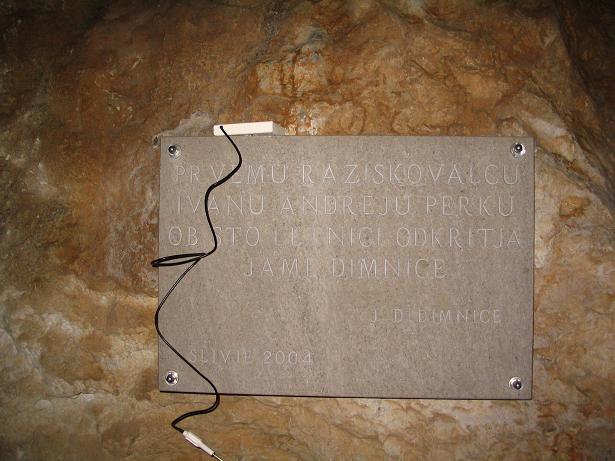 PRVEMU RAZISKOVALCU
IVANU ANDREJU PERKU
OB STOLETNICI ODKRITJA
JAME DIMNICE
J. D. DIMNICE
SLIVJE 2004